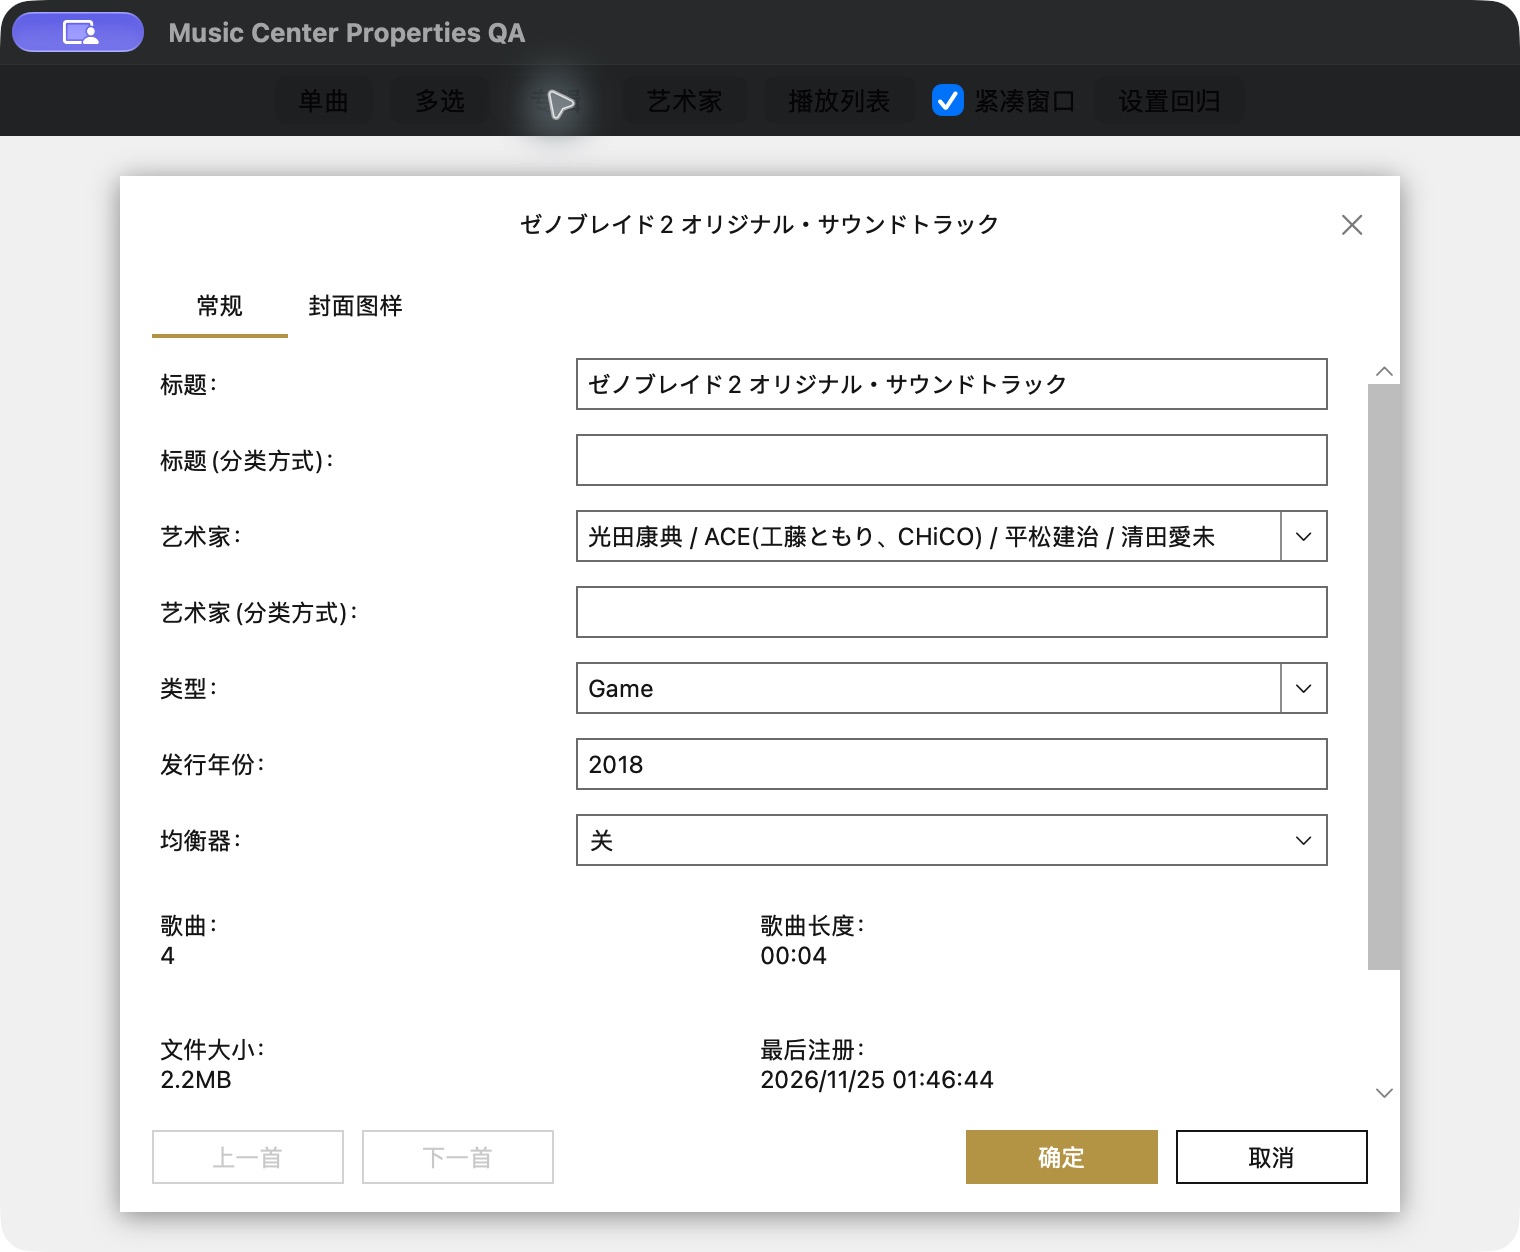 Music Center Properties QA
单曲 多选 艺术家 播放列表 紧凑窗口 设置回归
ゼノブレイド2 オリジナル・サウンドトラック
常规 封面图样
标题: ゼノブレイド2 オリジナル・サウンドトラック
标题(分类方式):
艺术家: 光田康典 / ACE(工藤ともり、CHiCO) / 平松建治 / 清田愛未
艺术家(分类方式):
类型: Game
发行年份: 2018
均衡器: 关
歌曲: 歌曲长度:
4 00:04
文件大小: 最后注册:
2.2MB 2026/11/25 01:46:44
上一首 下一首 确定 取消